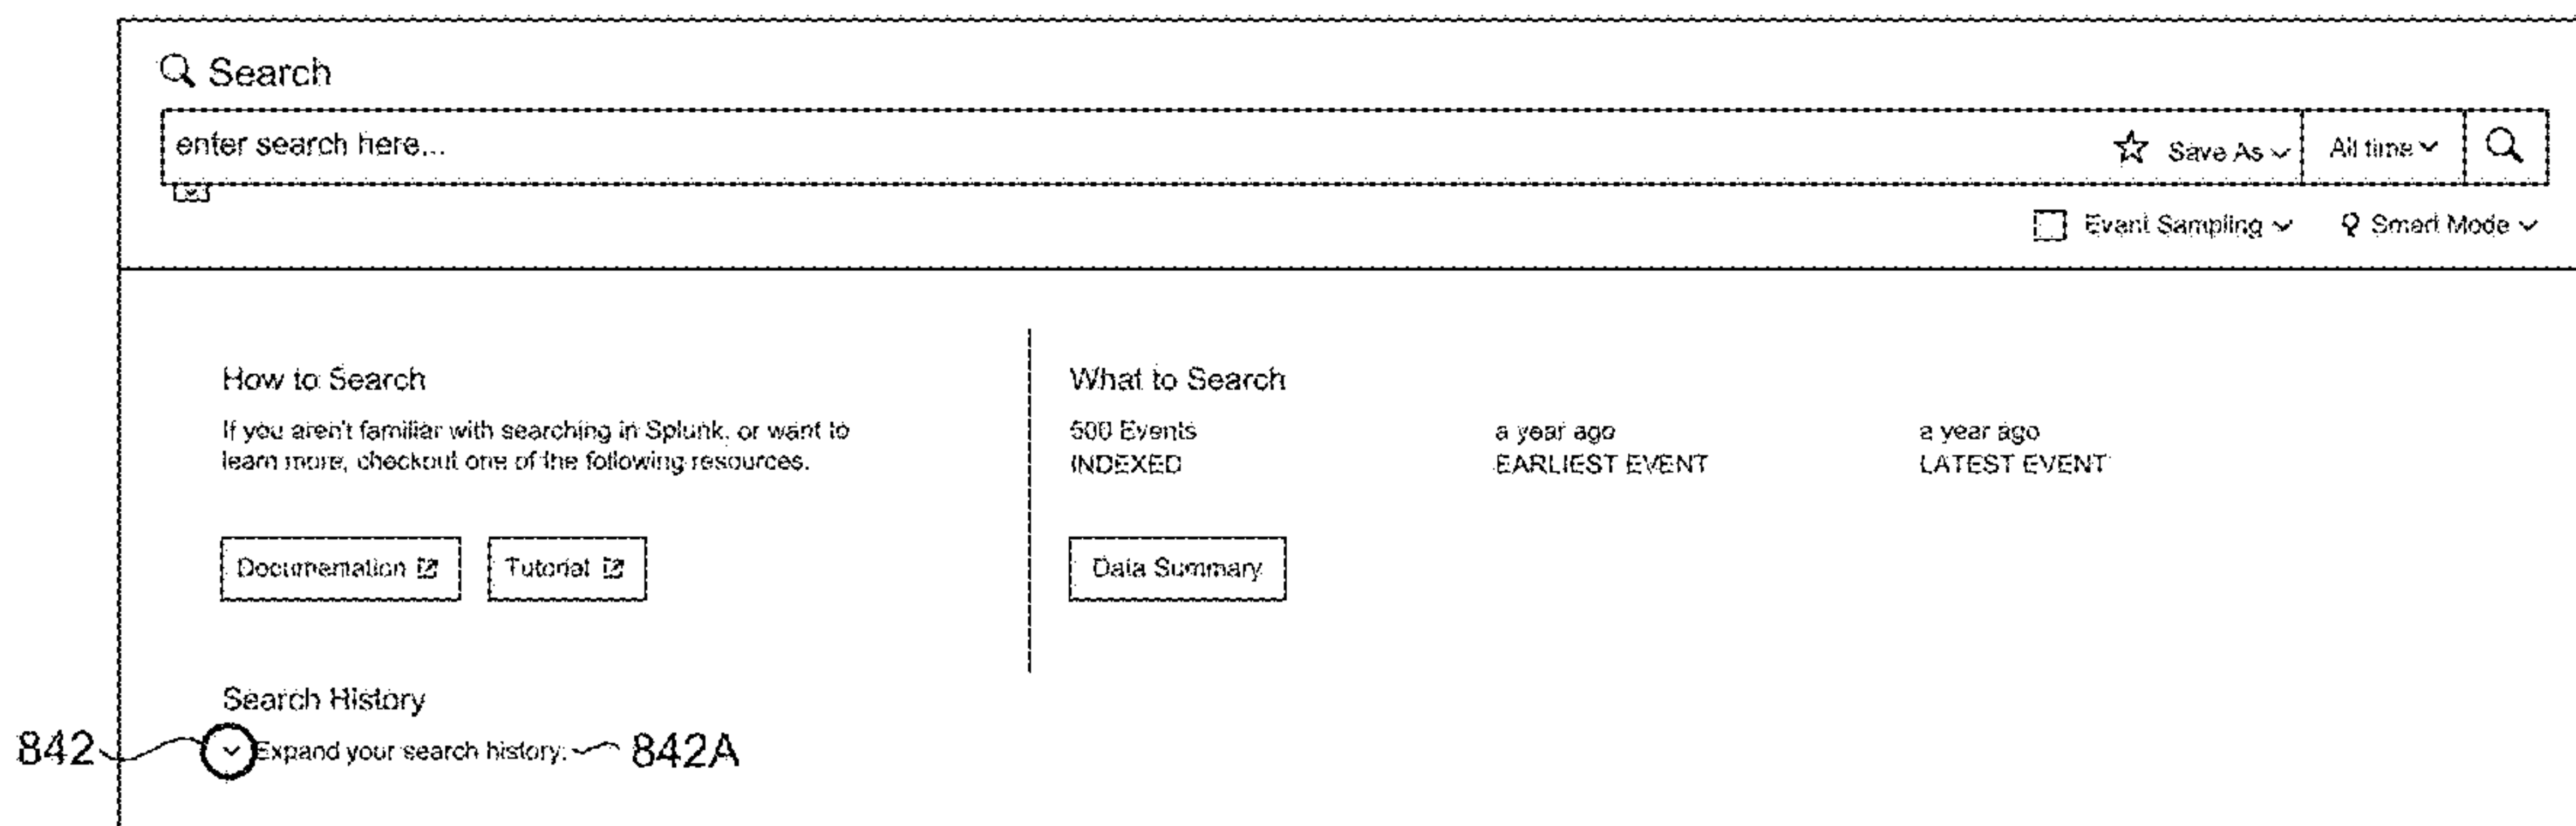 Search
enter search here...
Save As
All time
Event Sampling
Smart Mode
How to Search
If you aren't familiar with searching in Splunk, or want to
learn more, checkout one of the following resources.
Documentation
Tutorial
What to Search
500 Events
INDEXED
a year ago
EARLIEST EVENT
a year ago
LATEST EVENT
Data Summary
Search History
842
Expand your search history.
842A